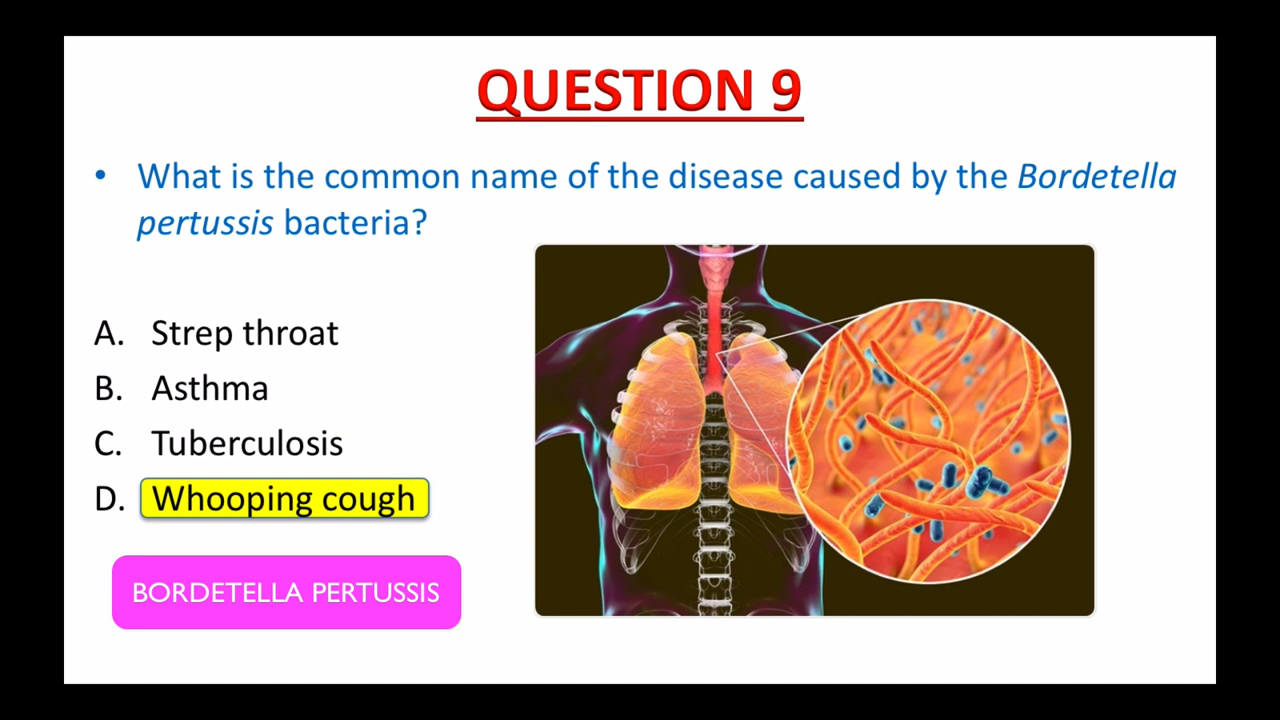 QUESTION 9
• What is the common name of the disease caused by the Bordetella
pertussis bacteria?
A. Strep throat
B. Asthma
C. Tuberculosis
D. Whooping cough
BORDETELLA PERTUSSIS